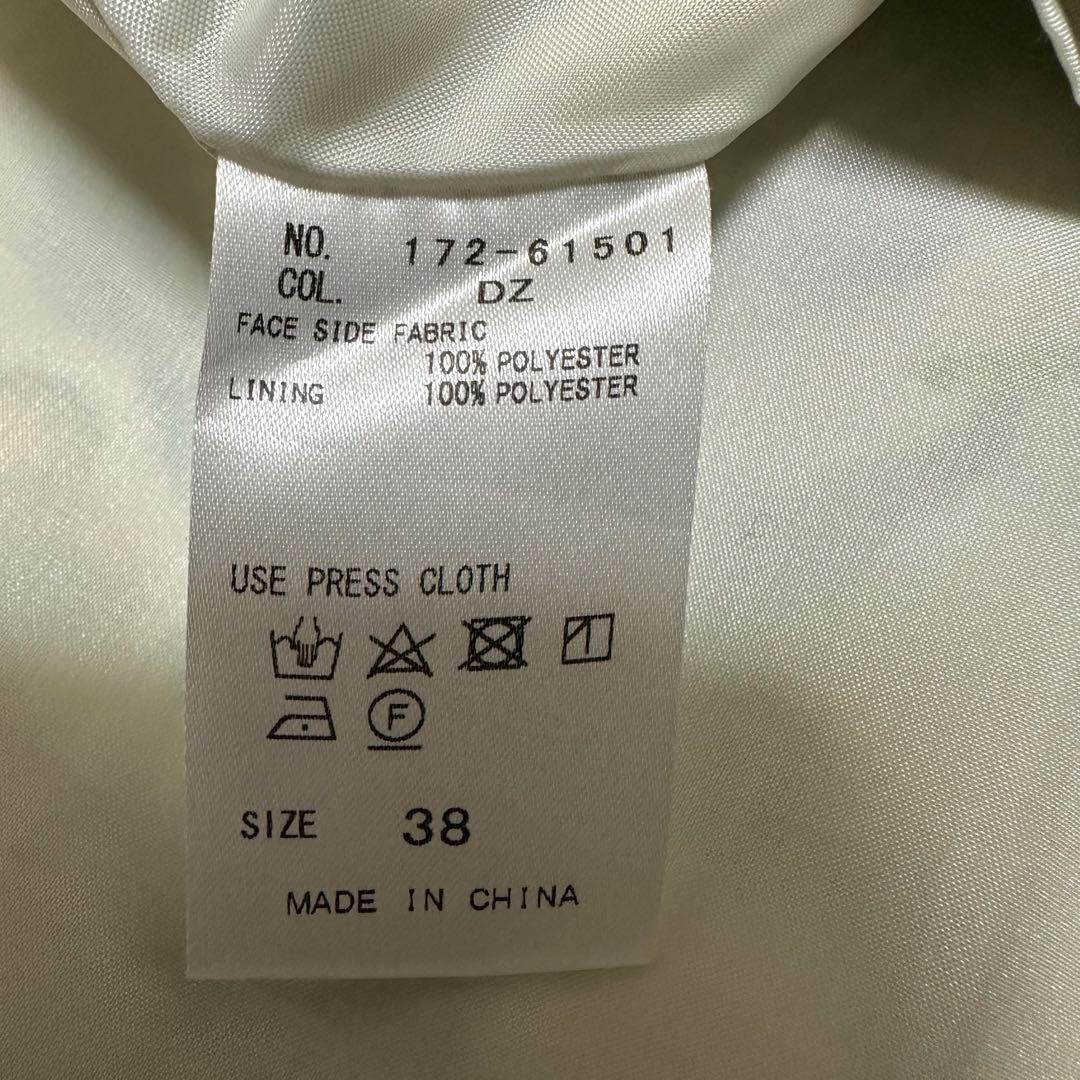 NO. 172-61501
COL. DZ
FACE SIDE FABRIC
100% POLYESTER
LINING 100% POLYESTER
USE PRESS CLOTH
F
SIZE 38
MADE IN CHINA